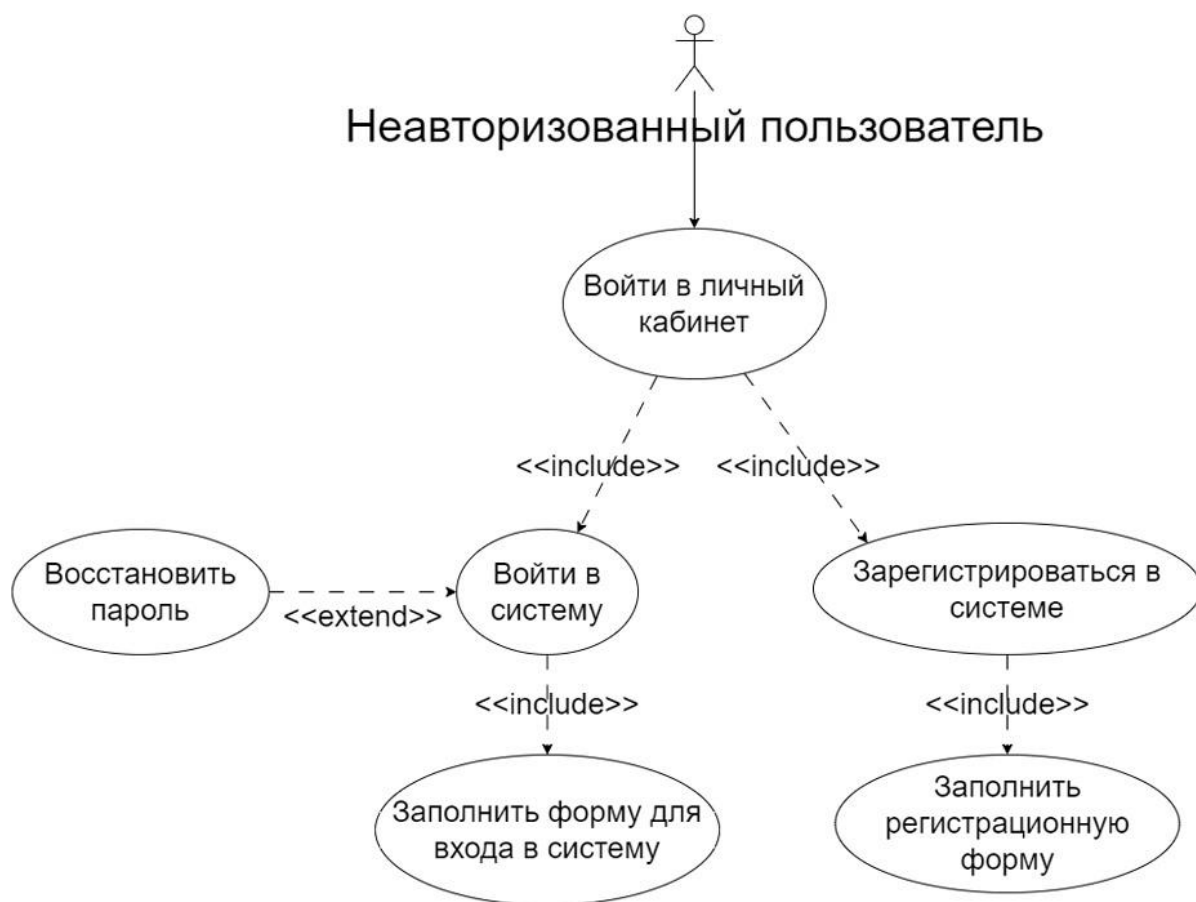 Неавторизованный пользователь
Войти в личный
кабинет
<<include>>
<<include>>
Восстановить
пароль
<<extend>>
Войти в
систему
Зарегистрироваться в
системе
<<include>>
<<include>>
Заполнить форму для
входа в систему
Заполнить
регистрационную
форму